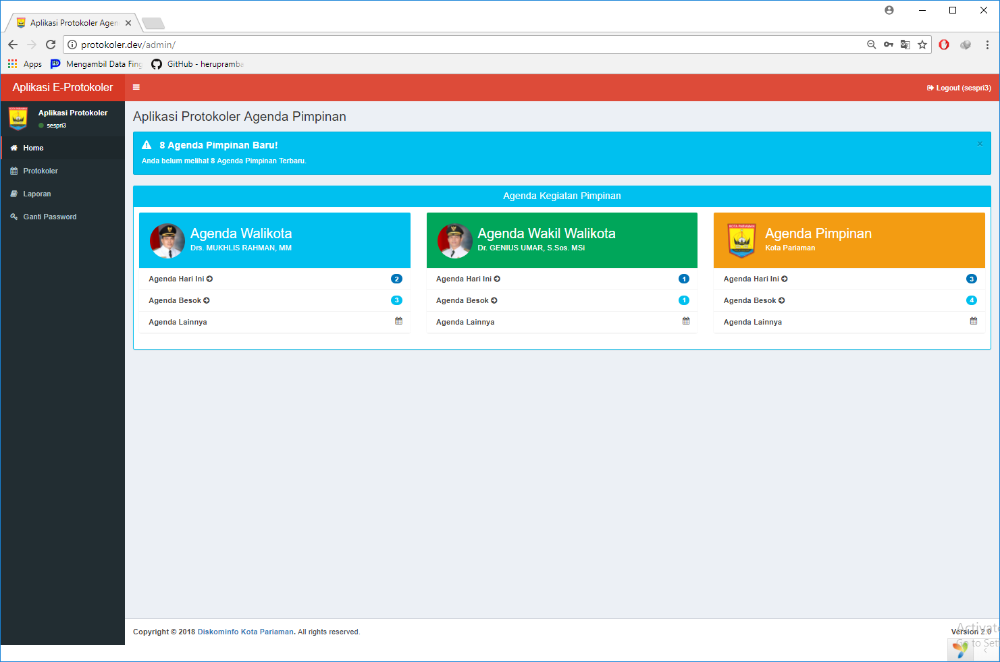 Aplikasi Protokoler Agen
protokoler.dev/admin/
Apps
Mengambil Data Fing
GitHub - herupramba
Aplikasi E-Protokoler
Logout (sespri3)
Aplikasi Protokoler
sespri3
Home
Protokoler
Laporan
Ganti Password
Aplikasi Protokoler Agenda Pimpinan
8 Agenda Pimpinan Baru!
×
Anda belum melihat 8 Agenda Pimpinan Terbaru.
Agenda Kegiatan Pimpinan
Agenda Walikota
Drs. MUKHLIS RAHMAN, MM
Agenda Hari Ini 2
Agenda Besok 3
Agenda Lainnya
Agenda Wakil Walikota
Dr. GENIUS UMAR, S.Sos. MSi
Agenda Hari Ini 1
Agenda Besok 1
Agenda Lainnya
KOTA PARIAMAN
Agenda Pimpinan
Kota Pariaman
Agenda Hari Ini 3
Agenda Besok 4
Agenda Lainnya
Copyright © 2018 Diskominfo Kota Pariaman. All rights reserved.
Version 2.0
Activat
Go to Set